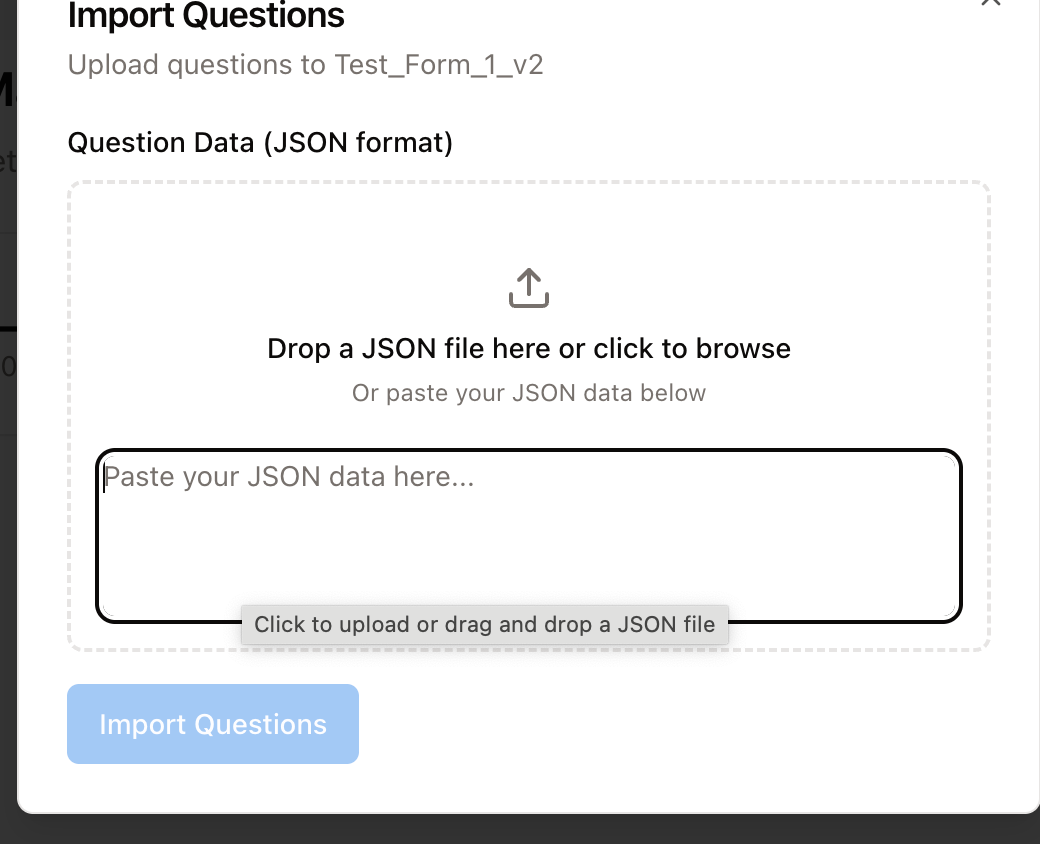 Import Questions
Upload questions to Test_Form_1_v2
Question Data (JSON format)
Drop a JSON file here or click to browse
Or paste your JSON data below
Paste your JSON data here...
Click to upload or drag and drop a JSON file
Import Questions